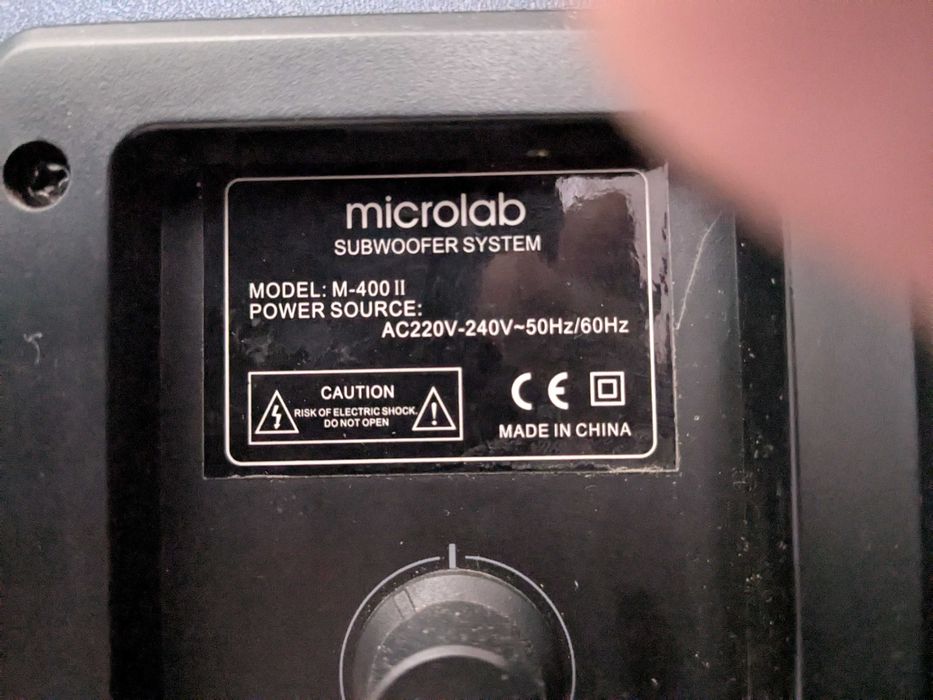 microlab
SUBWOOFER SYSTEM
MODEL: M-400 II
POWER SOURCE:
AC220V-240V~50Hz/60Hz
CAUTION
RISK OF ELECTRIC SHOCK.
DO NOT OPEN
CE
MADE IN CHINA